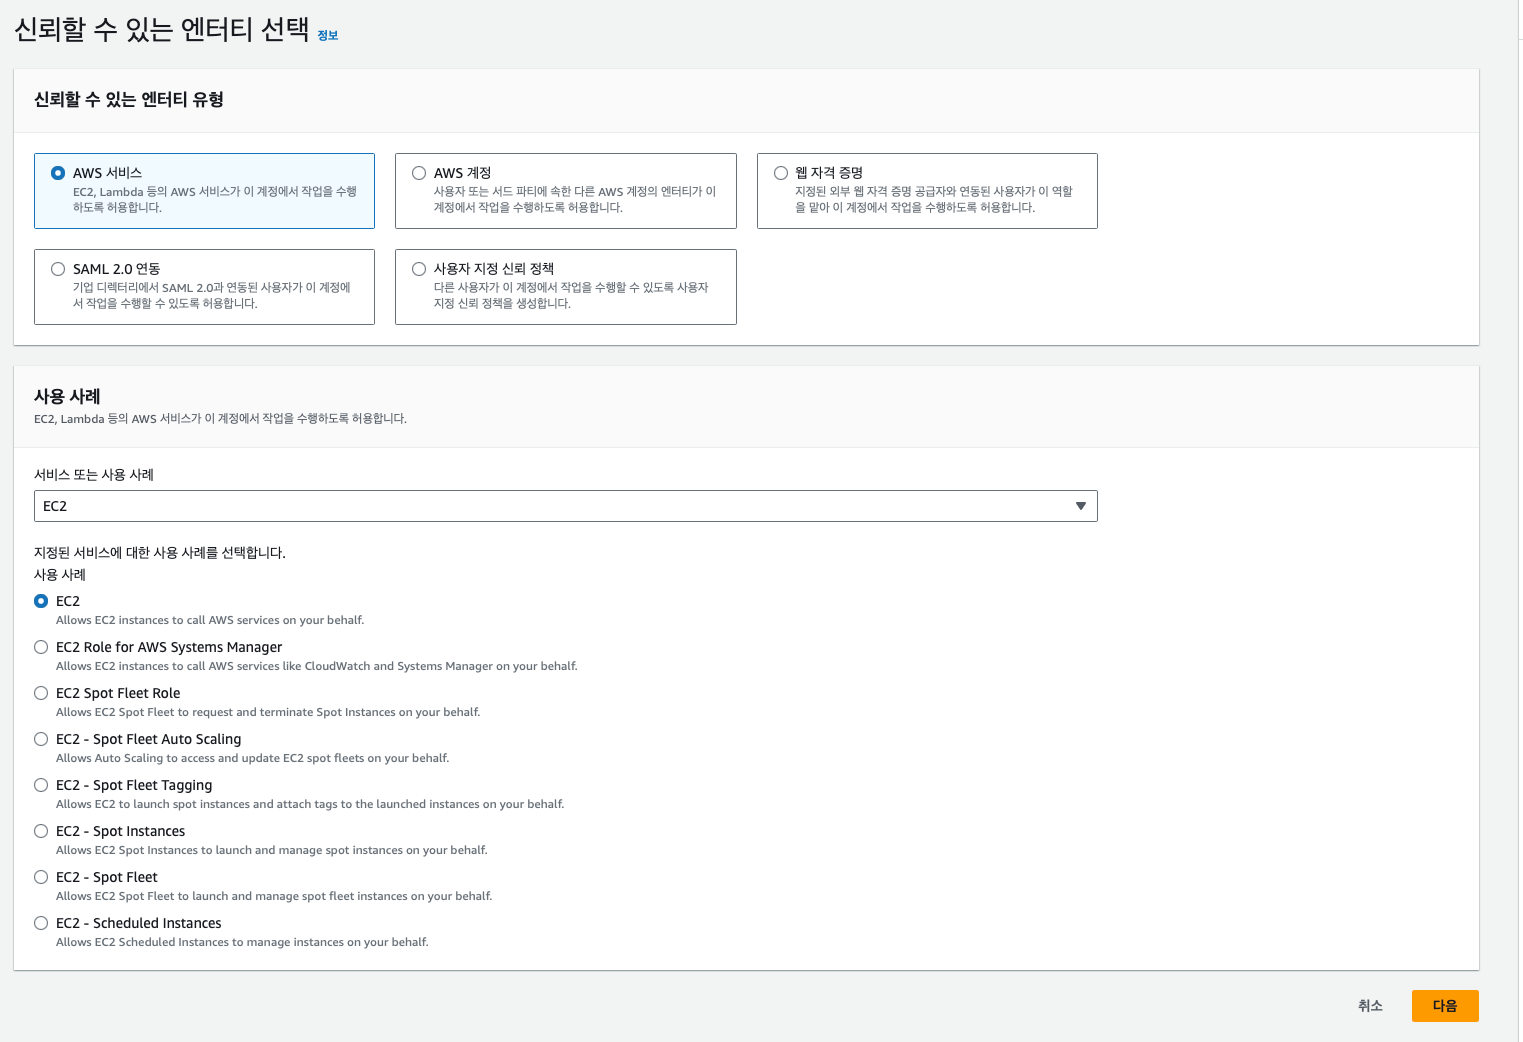 신뢰할 수 있는 엔터티 선택 정보
신뢰할 수 있는 엔터티 유형
AWS 서비스
EC2, Lambda 등의 AWS 서비스가 이 계정에서 작업을 수행
하도록 허용합니다.
AWS 계정
사용자 또는 서드 파티에 속한 다른 AWS 계정의 엔터티가 이
계정에서 작업을 수행하도록 허용합니다.
웹 자격 증명
지정된 외부 웹 자격 증명 공급자와 연동된 사용자가 이 역할
을 맡아 이 계정에서 작업을 수행하도록 허용합니다.
SAML 2.0 연동
기업 디렉터리에서 SAML 2.0과 연동된 사용자가 이 계정에
서 작업을 수행할 수 있도록 허용합니다.
사용자 지정 신뢰 정책
다른 사용자가 이 계정에서 작업을 수행할 수 있도록 사용자
지정 신뢰 정책을 생성합니다.
사용 사례
EC2, Lambda 등의 AWS 서비스가 이 계정에서 작업을 수행하도록 허용합니다.
서비스 또는 사용 사례
EC2
지정된 서비스에 대한 사용 사례를 선택합니다.
사용 사례
EC2
Allows EC2 instances to call AWS services on your behalf.
EC2 Role for AWS Systems Manager
Allows EC2 instances to call AWS services like CloudWatch and Systems Manager on your behalf.
EC2 Spot Fleet Role
Allows EC2 Spot Fleet to request and terminate Spot Instances on your behalf.
EC2 - Spot Fleet Auto Scaling
Allows Auto Scaling to access and update EC2 spot fleets on your behalf.
EC2 - Spot Fleet Tagging
Allows EC2 to launch spot instances and attach tags to the launched instances on your behalf.
EC2 - Spot Instances
Allows EC2 Spot Instances to launch and manage spot instances on your behalf.
EC2 - Spot Fleet
Allows EC2 Spot Fleet to launch and manage spot fleet instances on your behalf.
EC2 - Scheduled Instances
Allows EC2 Scheduled Instances to manage instances on your behalf.
취소 다음